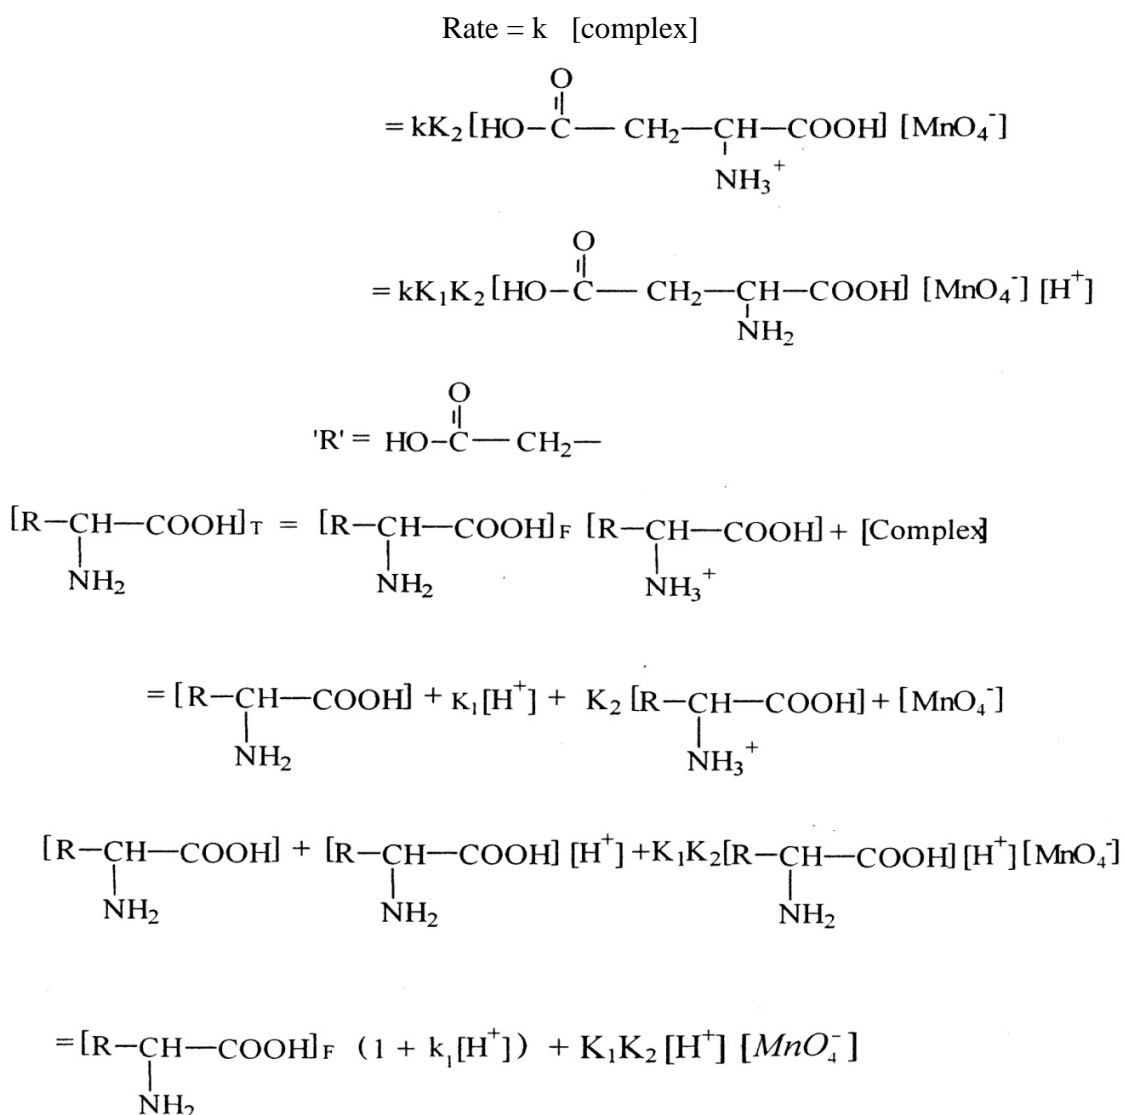 Rate = k [complex]
O
= kK₂[HO–C— CH₂–CH–COOH] [MnO₄⁻]
NH₃⁺
O
= kK₁K₂[HO–C— CH₂–CH–COOH] [MnO₄⁻] [H⁺]
NH₂
O
'R' = HO–C— CH₂—
[R–CH—COOH]T = [R–CH—COOH]F [R–CH—COOH] + [Complex]
NH₂ NH₂ NH₃⁺
= [R–CH—COOH] + K₁[H⁺] + K₂ [R–CH—COOH] + [MnO₄⁻]
NH₂ NH₃⁺
[R–CH—COOH] + [R–CH—COOH] [H⁺] +K₁K₂[R–CH—COOH] [H⁺] [MnO₄⁻]
NH₂ NH₂ NH₂
= [R–CH—COOH]F (1 + k₁[H⁺]) + K₁K₂ [H⁺] [MnO₄⁻]
NH₂